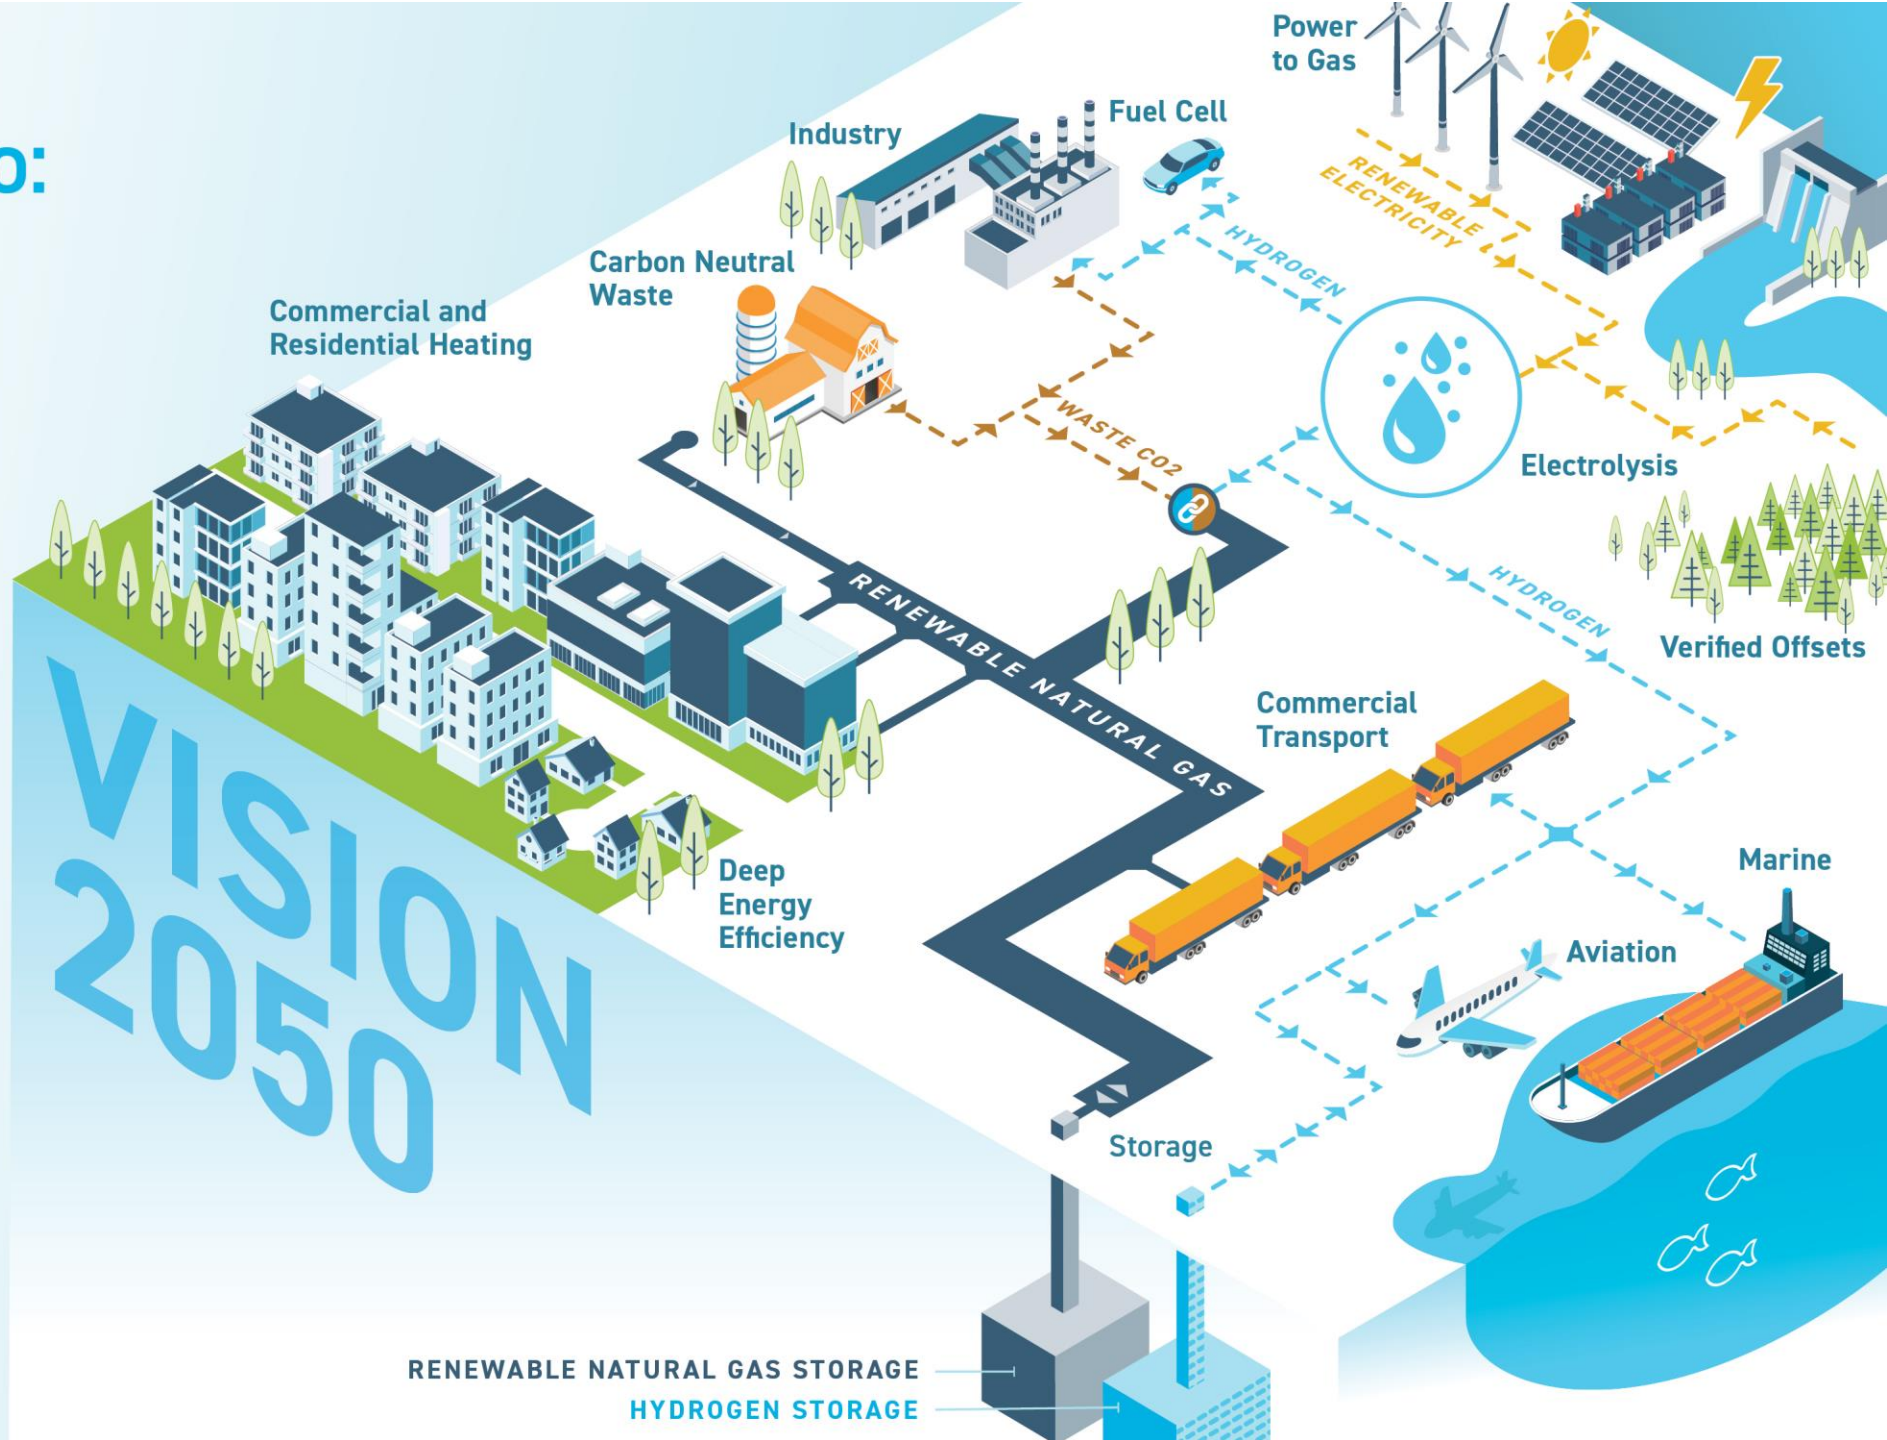 o:
Power
to Gas
Fuel Cell
Industry
RENEWABLE
ELECTRICITY
HYDROGEN
Carbon Neutral
Waste
Commercial and
Residential Heating
WASTE CO2
Electrolysis
HYDROGEN
Verified Offsets
RENEWABLE NATURAL GAS
Commercial
Transport
VISION
2050
Deep
Energy
Efficiency
Marine
Aviation
Storage
RENEWABLE NATURAL GAS STORAGE
HYDROGEN STORAGE